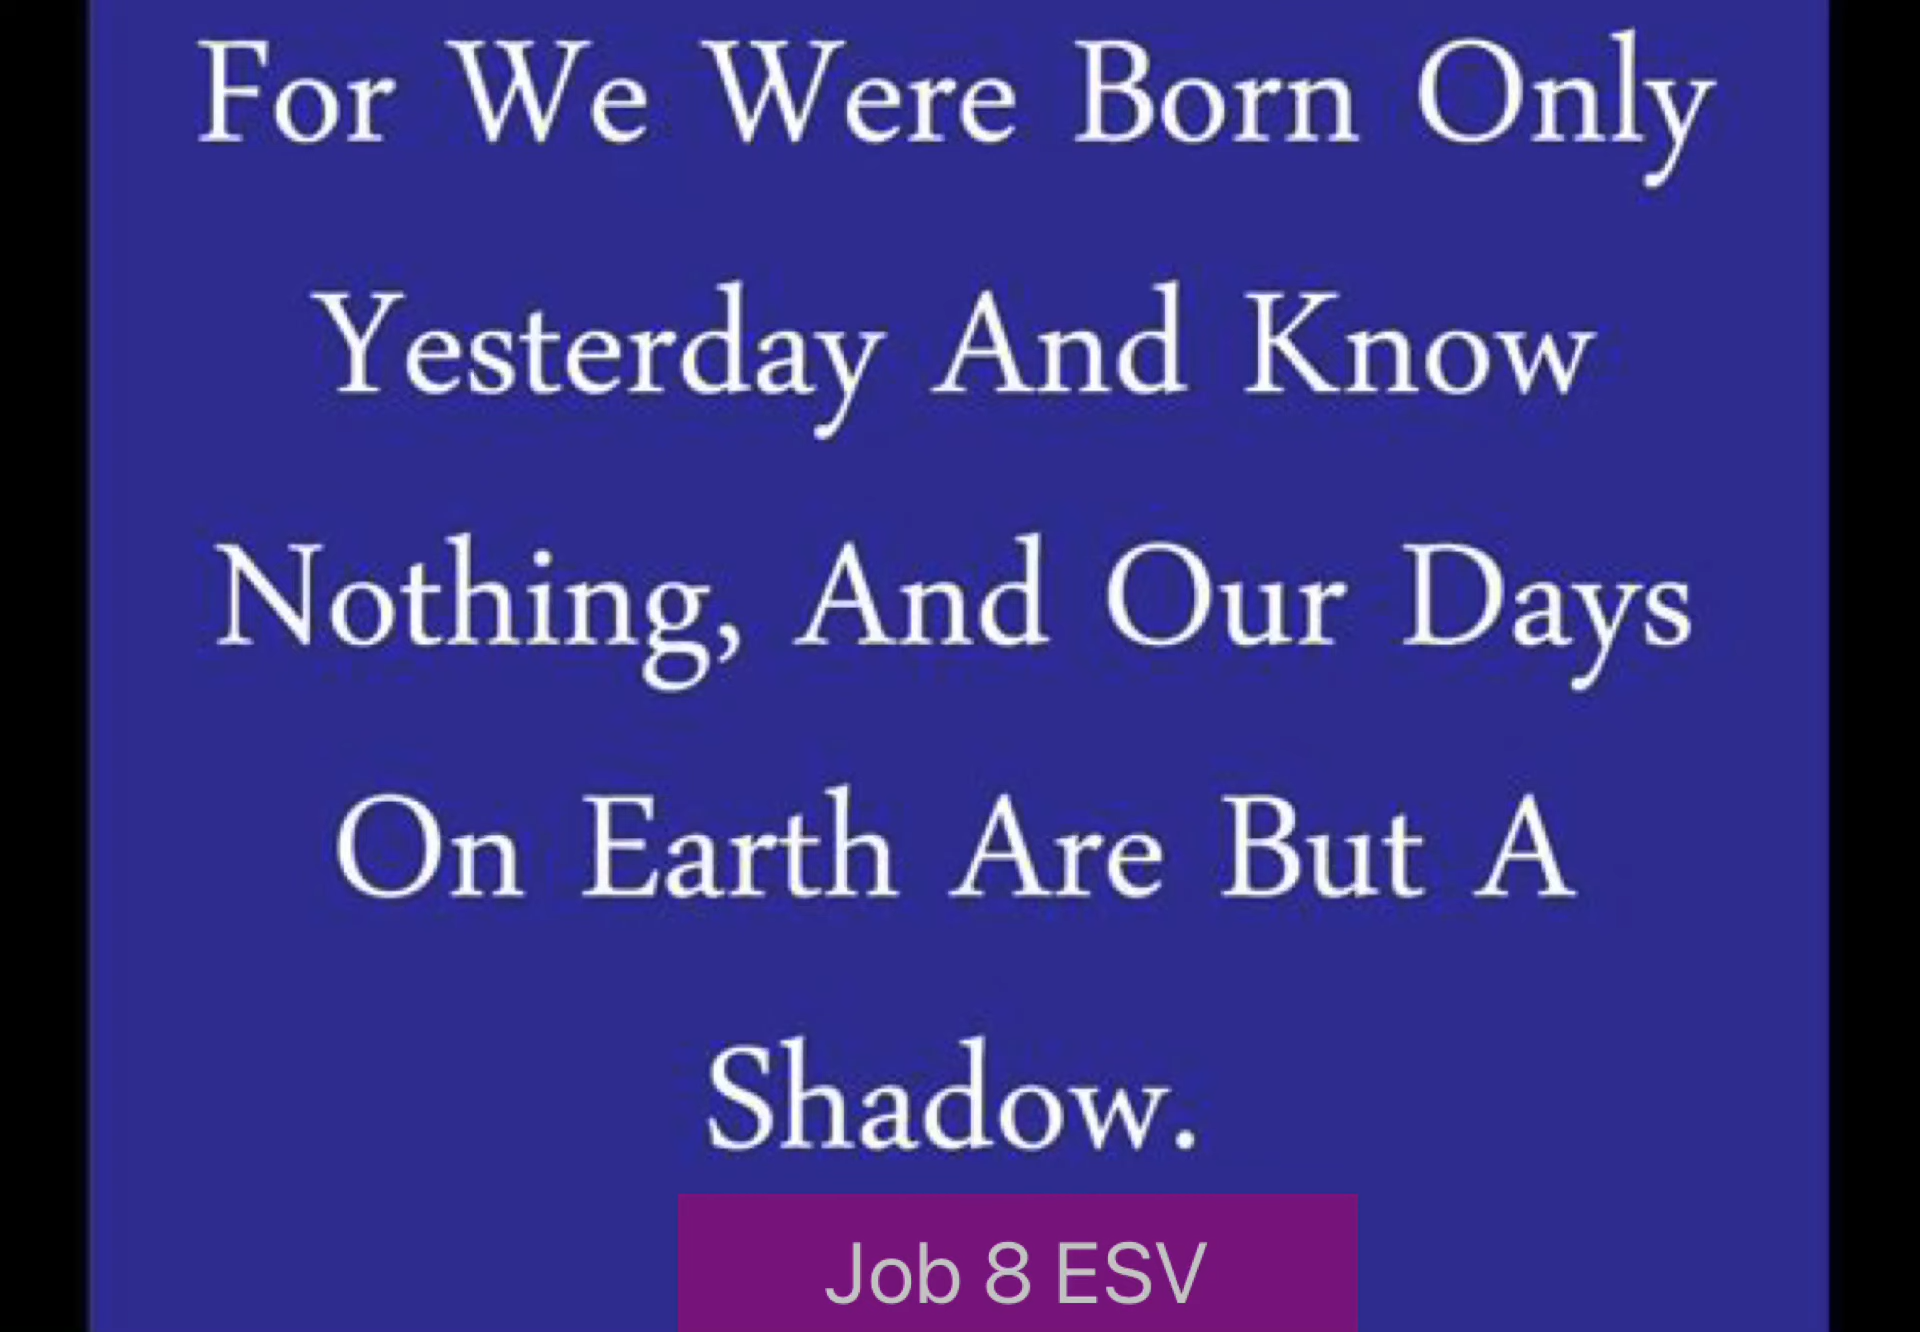 For We Were Born Only
Yesterday And Know
Nothing, And Our Days
On Earth Are But A
Shadow.
Job 8 ESV